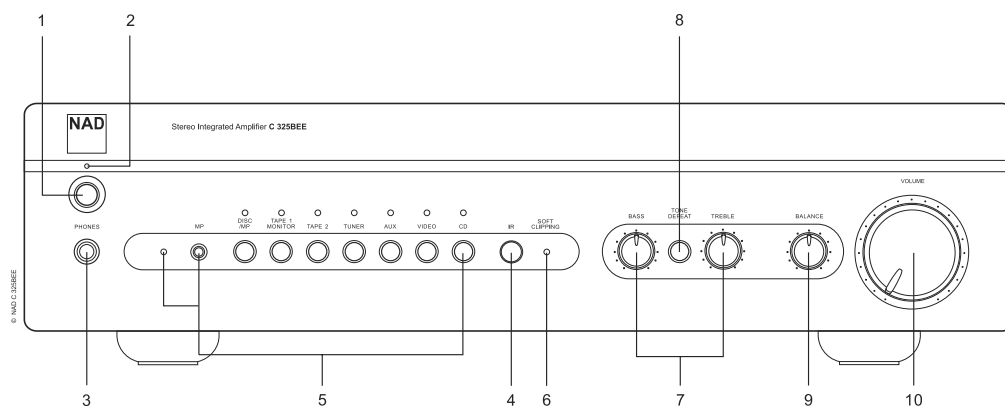 1 2 8
NAD
Stereo Integrated Amplifier C 325BEE
VOLUME
PHONES
MP
DISC
/MP
TAPE 1
MONITOR
TAPE 2
TUNER
AUX
VIDEO
CD
IR
SOFT
CLIPPING
BASS
TONE
DEFEAT
TREBLE
BALANCE
© NAD C 325BEE
3 5 4 6 7 9 10